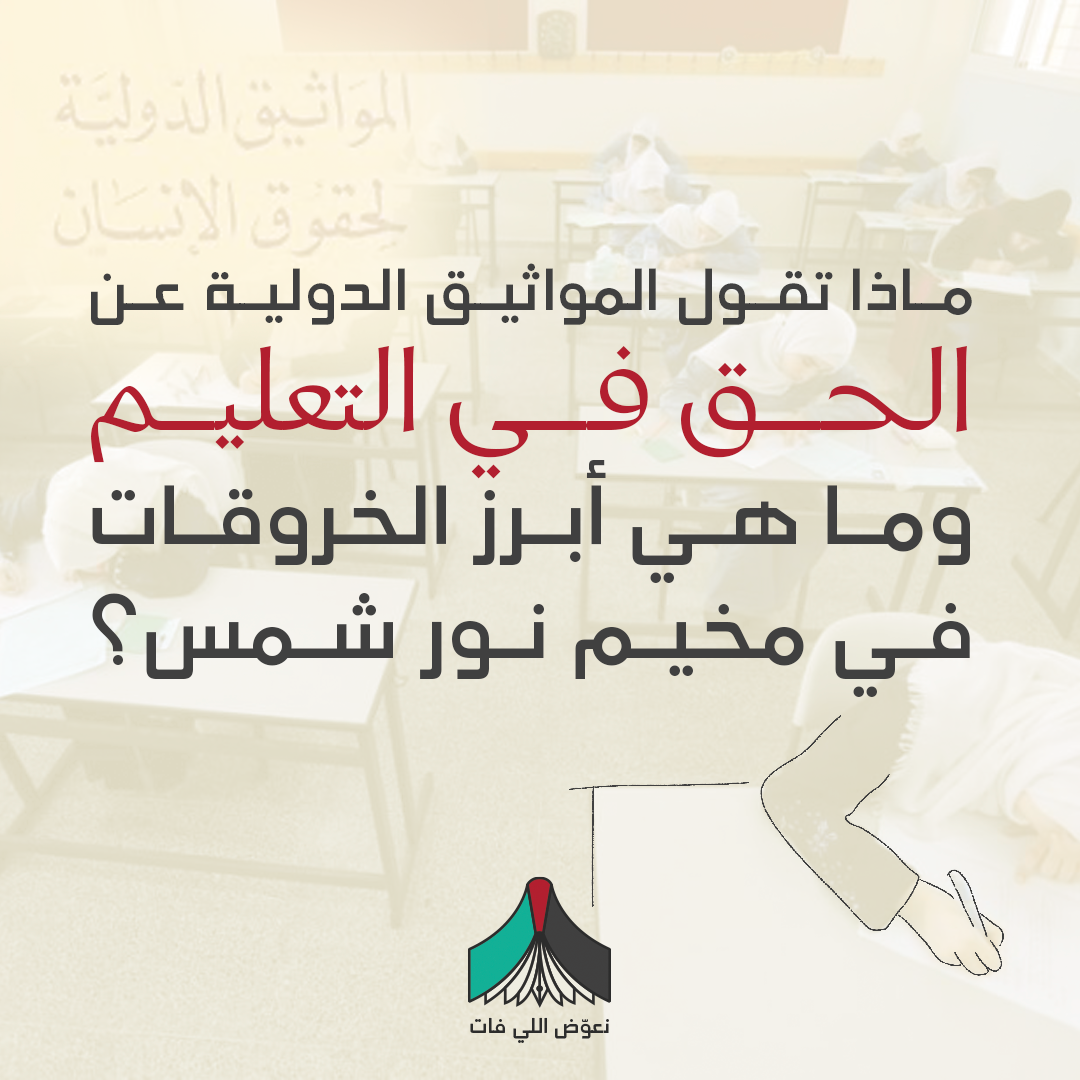 المواثيق الدوليَّة
لحقوق الإنسان
ماذا تقول المواثيق الدولية عن
الحق في التعليم
وما هي أبرز الخروقات
في مخيم نور شمس؟
نعوّض اللي فات